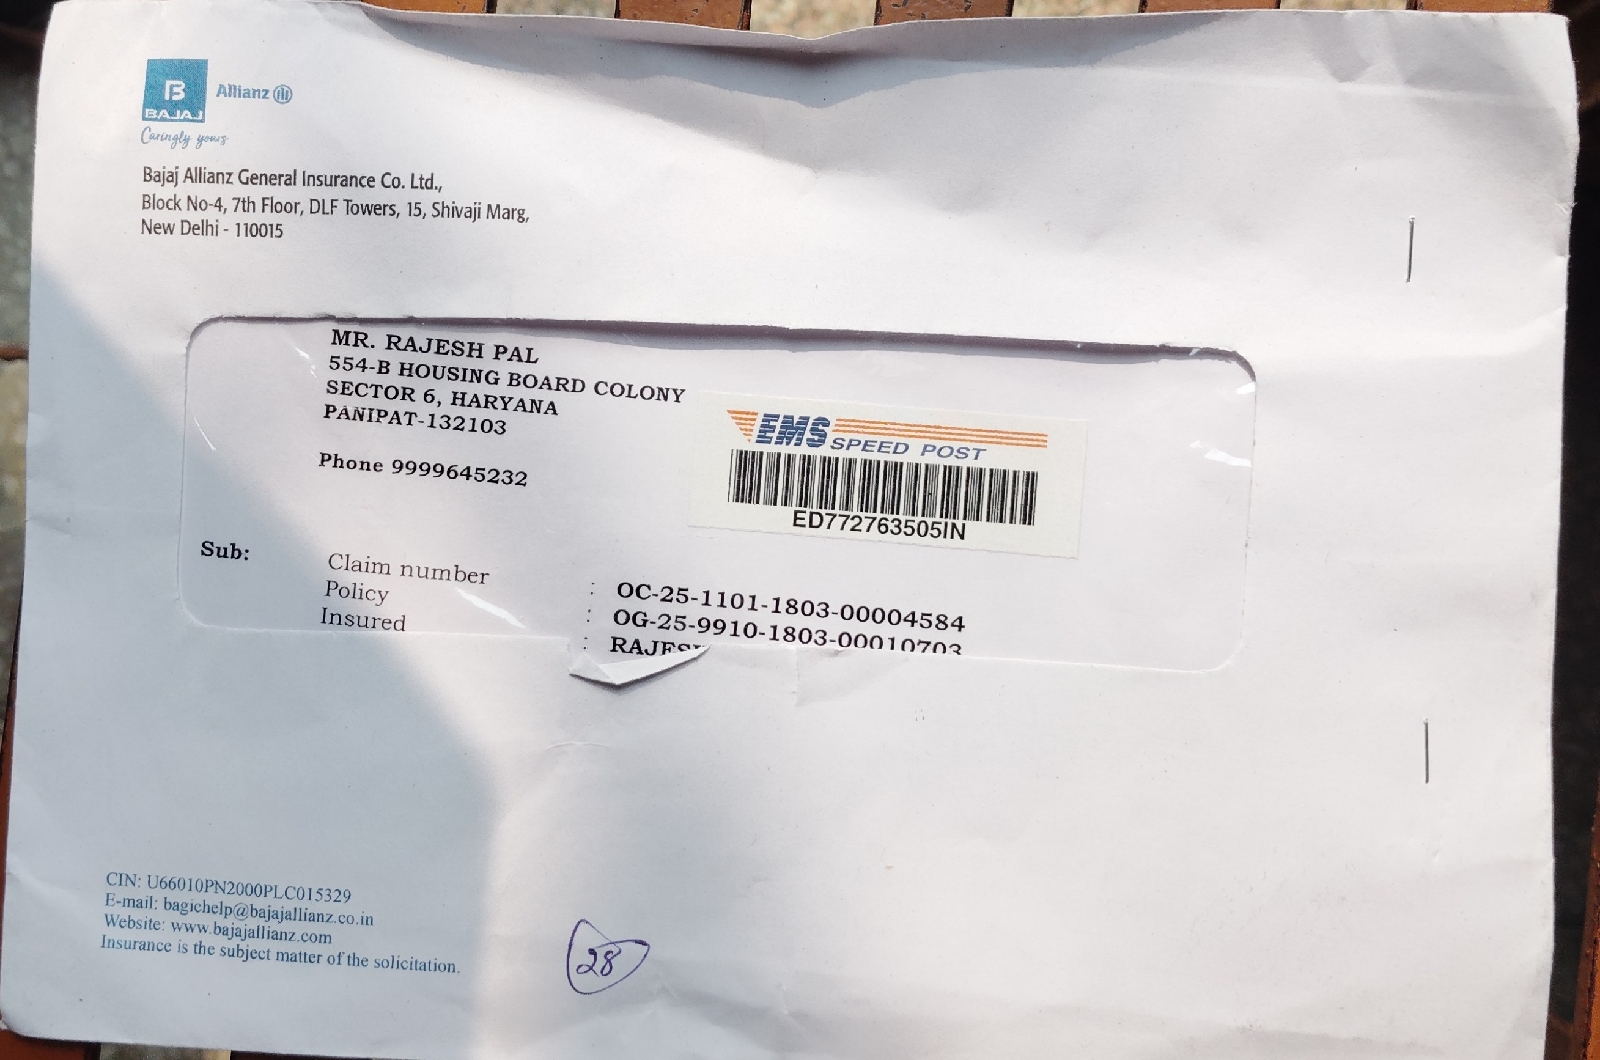 B
BAJAJ
Allianz
Caringly yours
Bajaj Allianz General Insurance Co. Ltd.,
Block No-4, 7th Floor, DLF Towers, 15, Shivaji Marg,
New Delhi - 110015
MR. RAJESH PAL
554-B HOUSING BOARD COLONY
SECTOR 6, HARYANA
PANIPAT-132103
Phone 9999645232
EMS SPEED POST
ED772763505IN
Sub:
Claim number : OC-25-1101-1803-00004584
Policy : OG-25-9910-1803-00010703
Insured :
CIN: U66010PN2000PLC015329
E-mail: bagichelp@bajajallianz.co.in
Website: www.bajajallianz.com
Insurance is the subject matter of the solicitation.
28